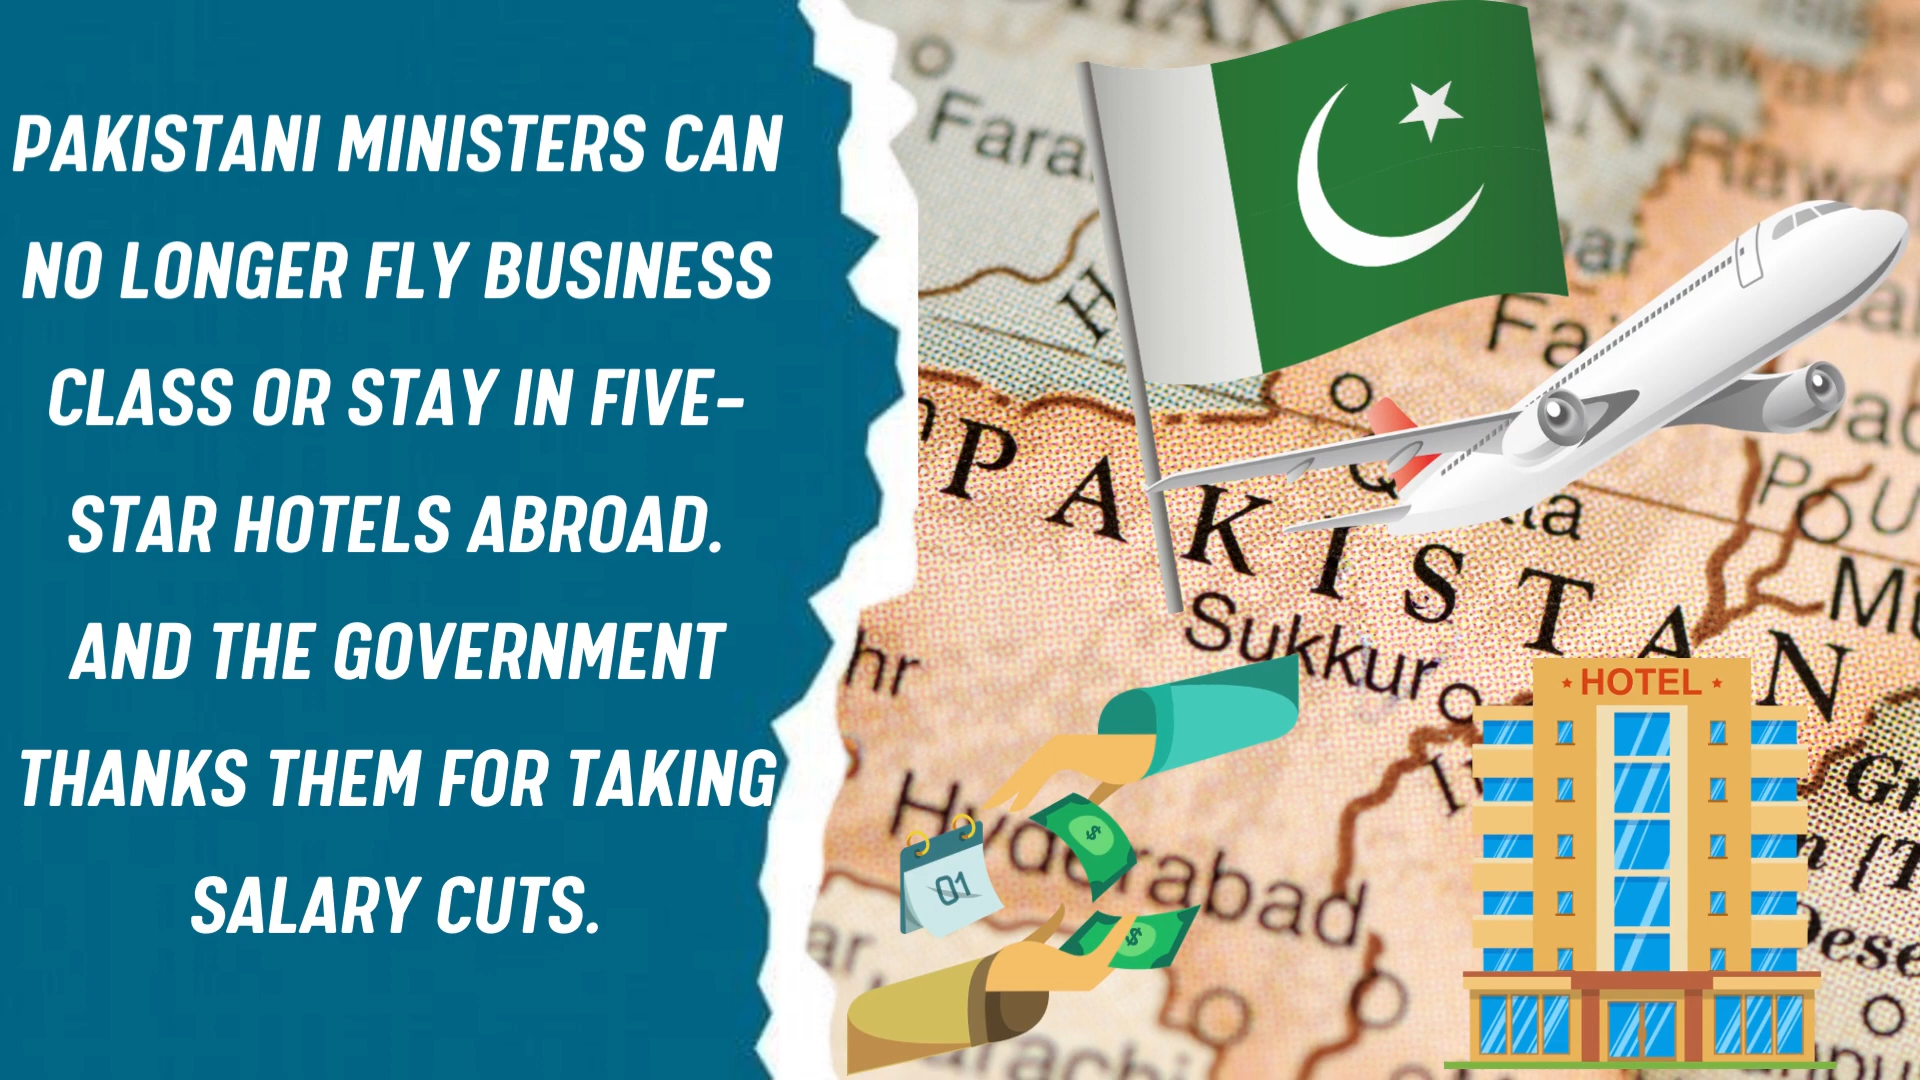 PAKISTANI MINISTERS CAN
NO LONGER FLY BUSINESS
CLASS OR STAY IN FIVE-
STAR HOTELS ABROAD.
AND THE GOVERNMENT
THANKS THEM FOR TAKING
SALARY CUTS.
PAKISTAN
Sukkur
HOTEL
Hyderabad
01
$
$